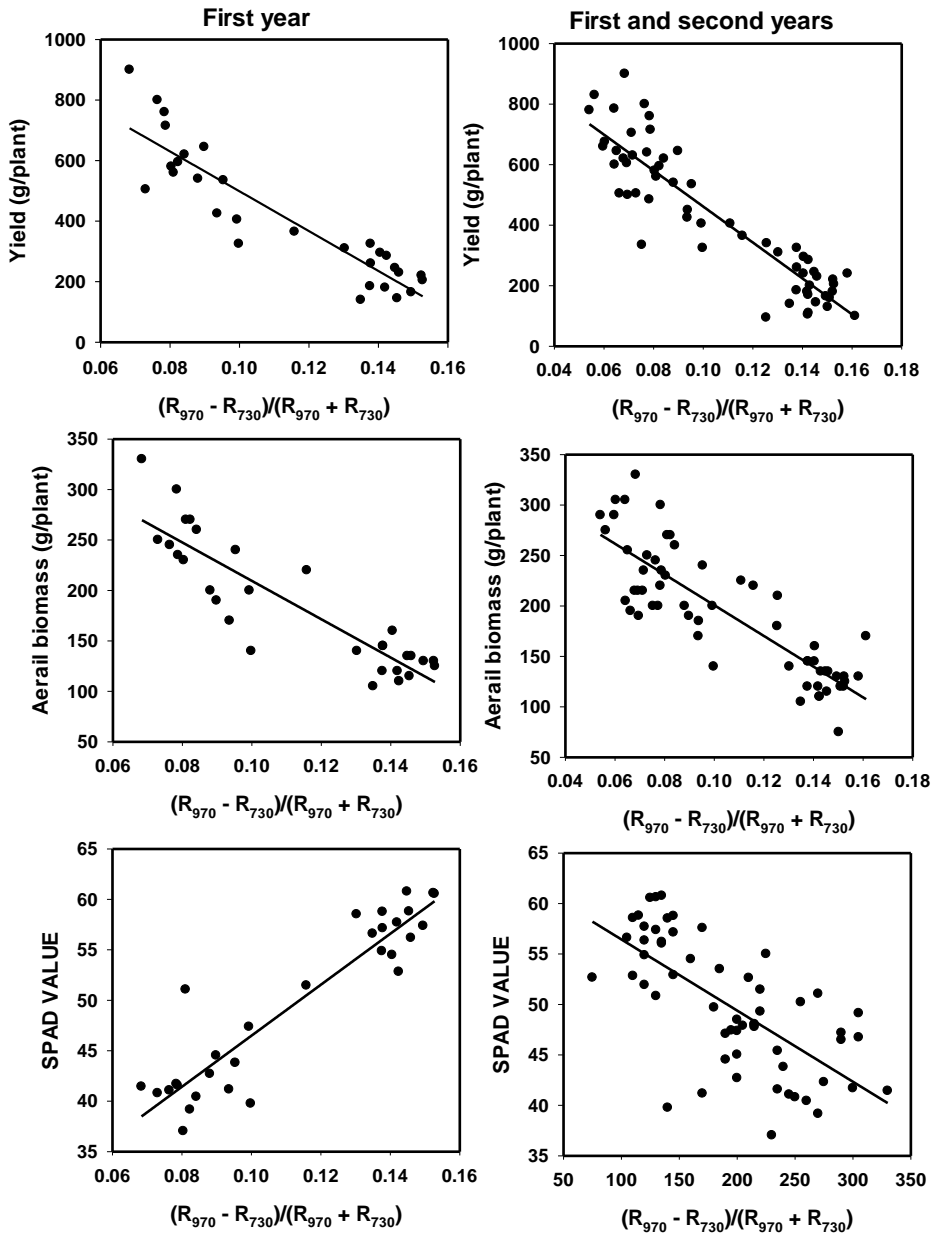 First year
First and second years
1000
800
600
400
200
0
Yield (g/plant)
0.06 0.08 0.10 0.12 0.14 0.16
(R970 - R730)/(R970 + R730)
1000
900
800
700
600
500
400
300
200
100
0
Yield (g/plant)
0.04 0.06 0.08 0.10 0.12 0.14 0.16 0.18
(R970 - R730)/(R970 + R730)
350
300
250
200
150
100
50
Aerail biomass (g/plant)
0.06 0.08 0.10 0.12 0.14 0.16
(R970 - R730)/(R970 + R730)
350
300
250
200
150
100
50
Aerail biomass (g/plant)
0.04 0.06 0.08 0.10 0.12 0.14 0.16 0.18
(R970 - R730)/(R970 + R730)
65
60
55
50
45
40
35
SPAD VALUE
0.06 0.08 0.10 0.12 0.14 0.16
(R970 - R730)/(R970 + R730)
65
60
55
50
45
40
35
SPAD VALUE
50 100 150 200 250 300 350
(R970 - R730)/(R970 + R730)